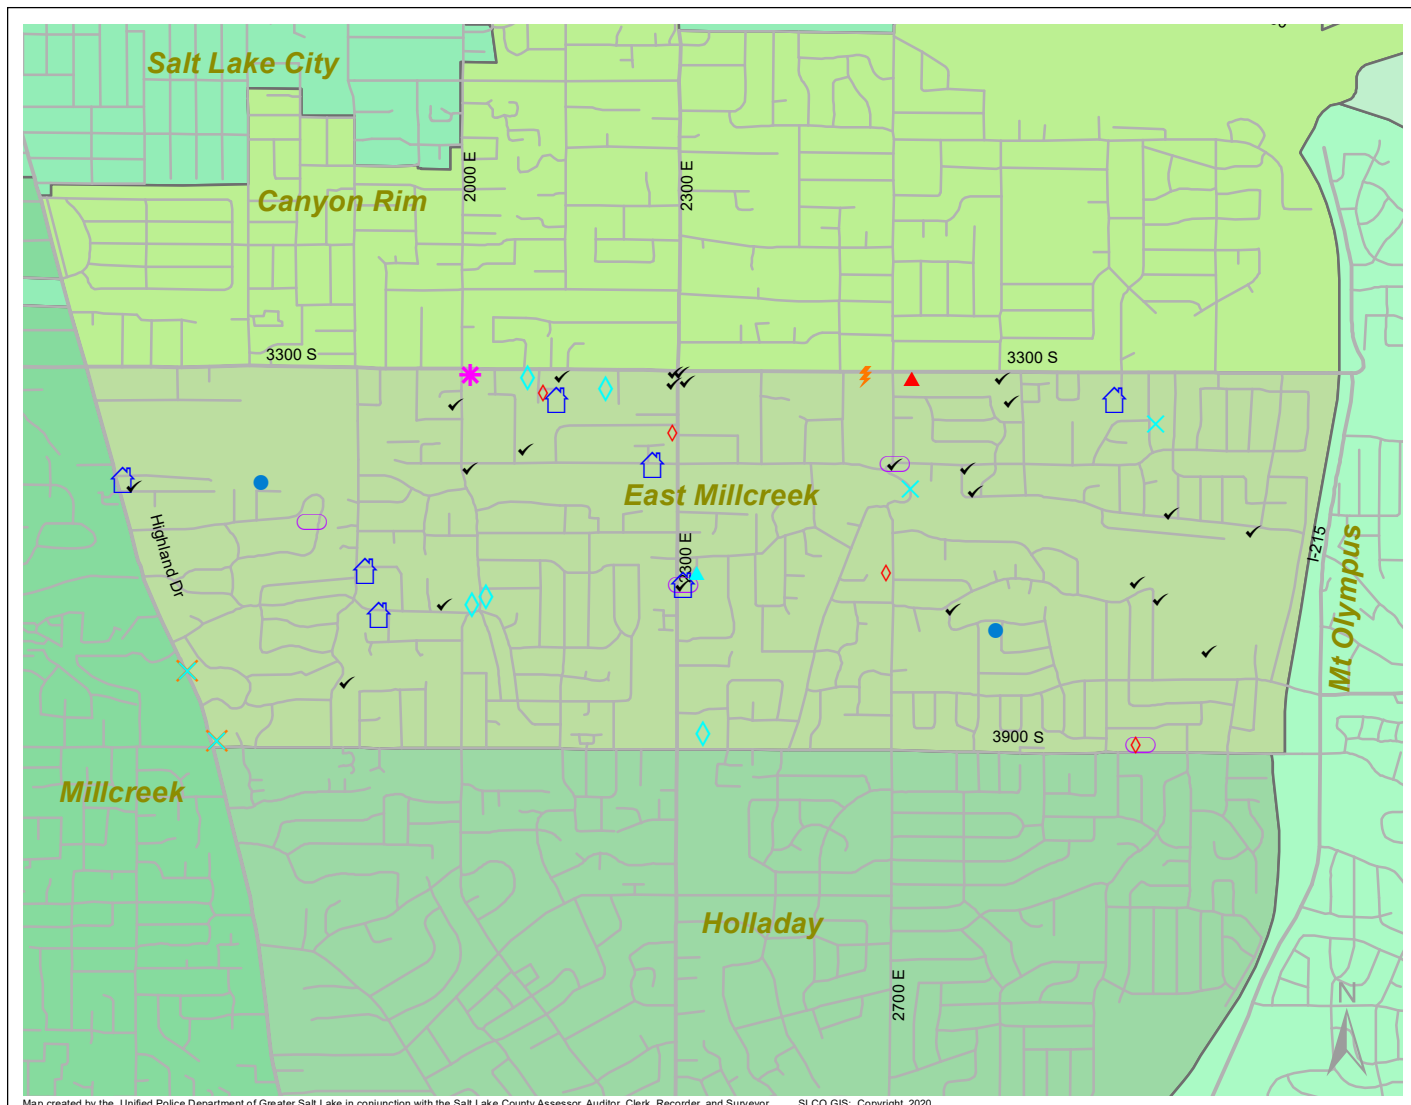 Salt Lake City
2000 E
2300 E
Canyon Rim
3300 S
3300 S
East Millcreek
Highland Dr
2300 E
I-215
Mt Olympus
3900 S
Millcreek
Holladay
2700 E
N
Map created by the Unified Police Department of Greater Salt Lake in conjunction with the Salt Lake County Assessor, Auditor, Clerk, Recorder, and Surveyor. SLCO GIS: Copyright 2020